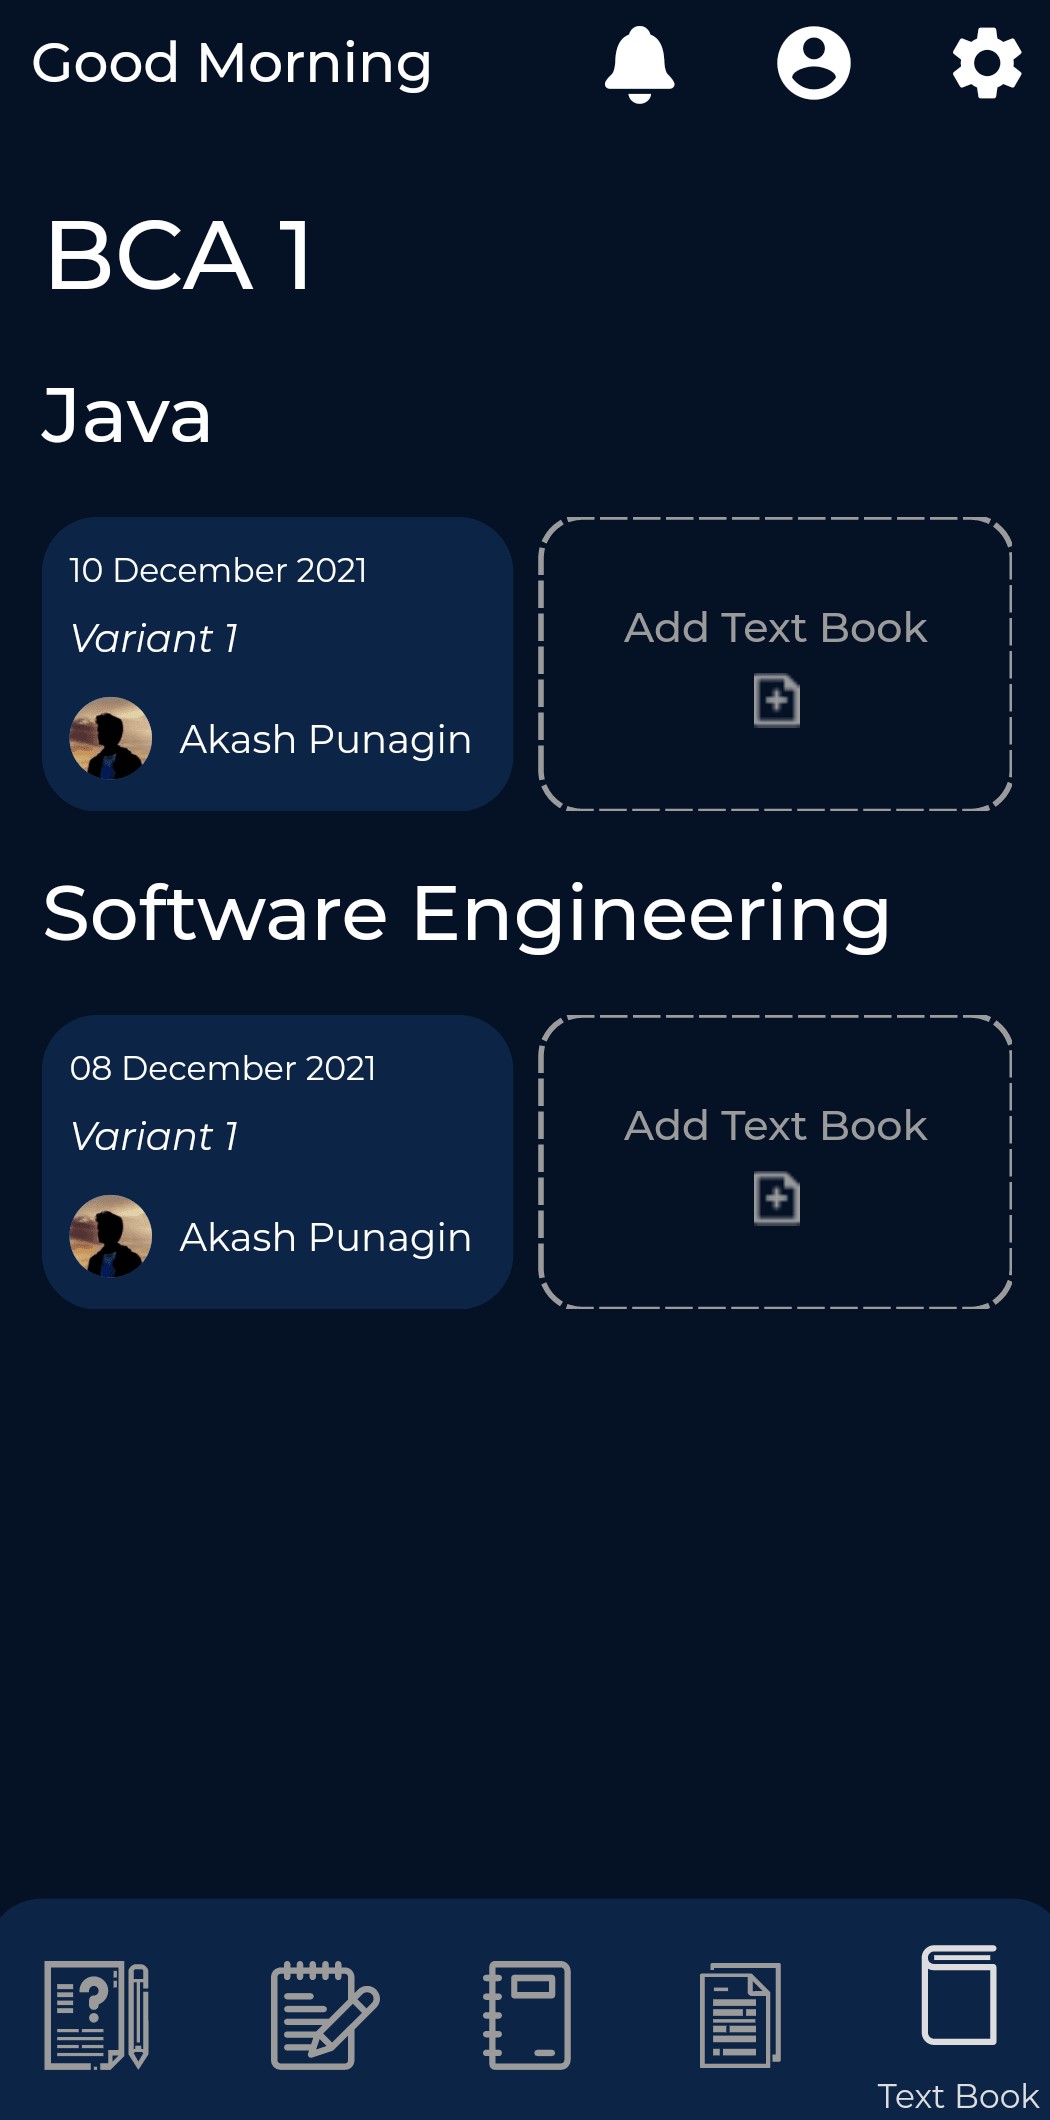 Good Morning
BCA 1
Java
10 December 2021
Variant 1
Akash Punagin
Add Text Book
Software Engineering
08 December 2021
Variant 1
Akash Punagin
Add Text Book
Text Book